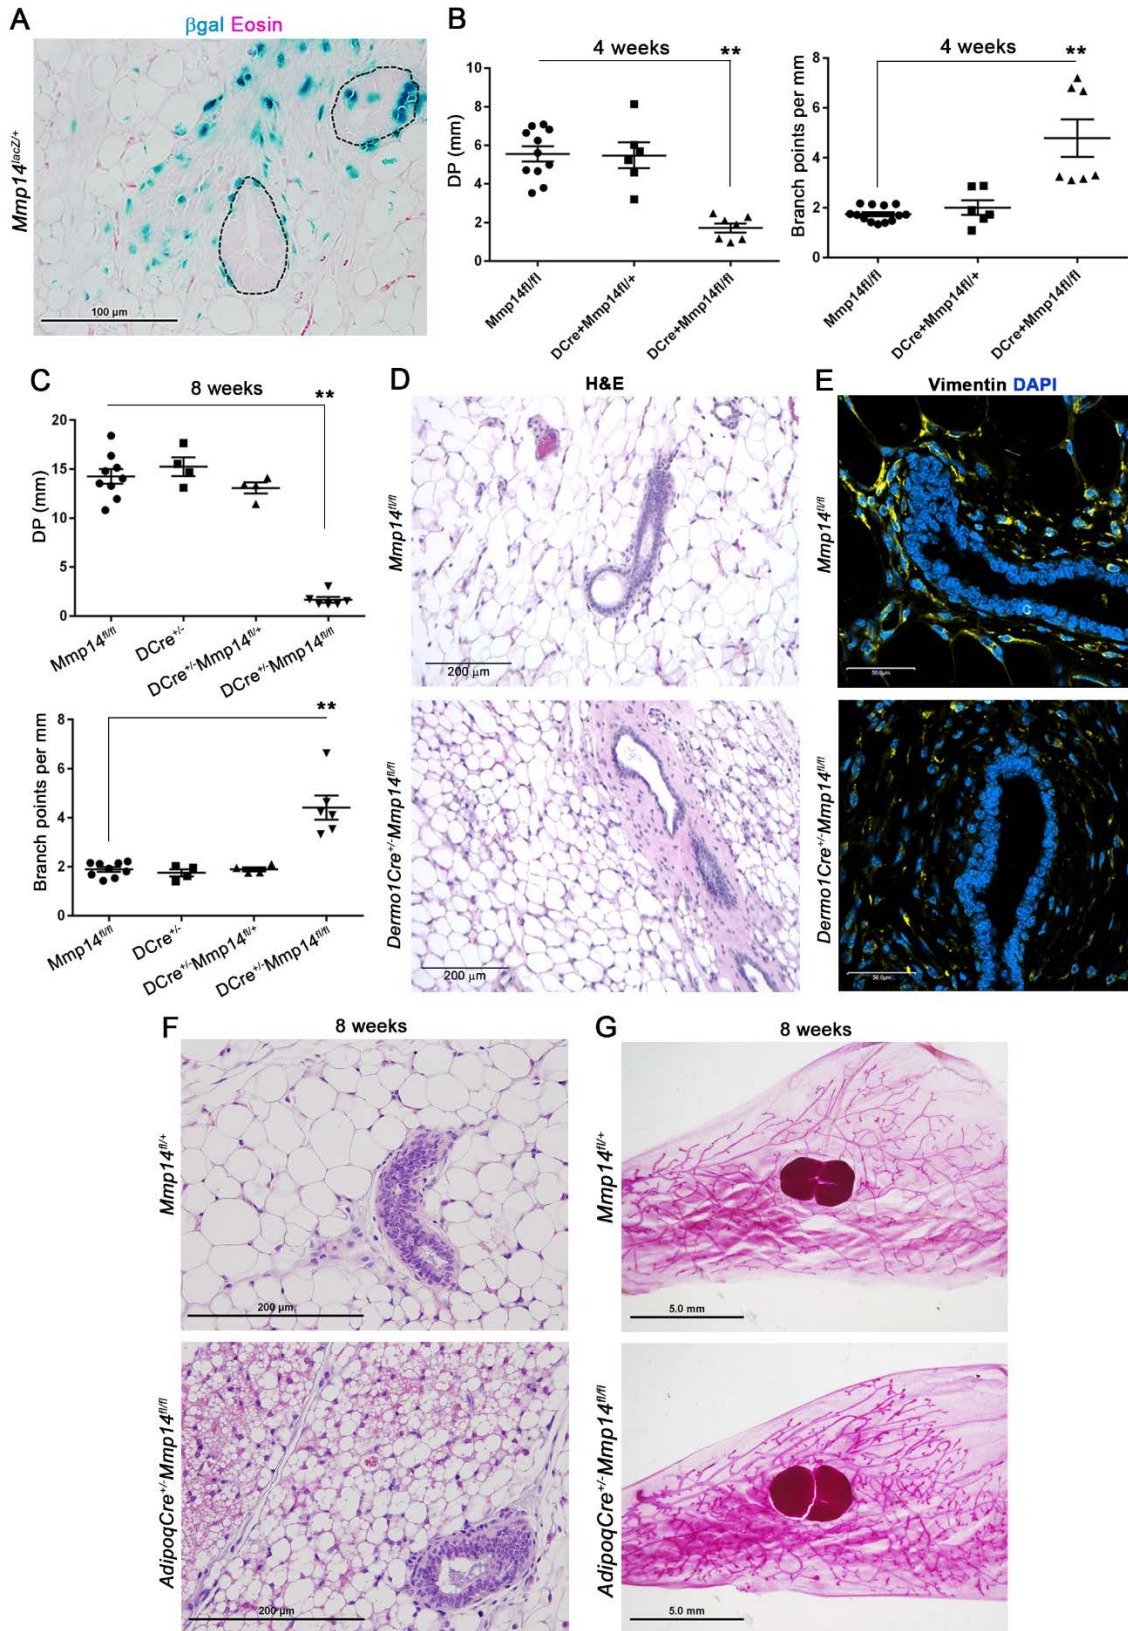 A
βgal Eosin
Mmp14lacZ/+
100 µm
B
4 weeks
**
DP (mm)
10
8
6
4
2
0
Mmp14fl/fl
DCre+Mmp14fl/+
DCre+Mmp14fl/fl
4 weeks
**
Branch points per mm
8
6
4
2
0
Mmp14fl/fl
DCre+Mmp14fl/+
DCre+Mmp14fl/fl
C
8 weeks
**
DP (mm)
20
15
10
5
0
Mmp14fl/fl
DCre+/-
DCre+/-Mmp14fl/+
DCre+/-Mmp14fl/fl
**
Branch points per mm
8
6
4
2
0
Mmp14fl/fl
DCre+/-
DCre+/-Mmp14fl/+
DCre+/-Mmp14fl/fl
D
H&E
Mmp14fl/fl
200 µm
Dermo1Cre+/-Mmp14fl/fl
200 µm
E
Vimentin DAPI
Mmp14fl/fl
50.0µm
Dermo1Cre+/-Mmp14fl/fl
50.0µm
F
8 weeks
Mmp14fl/+
200 µm
AdipoqCre+/-Mmp14fl/fl
200 µm
G
8 weeks
Mmp14fl/+
5.0 mm
AdipoqCre+/-Mmp14fl/fl
5.0 mm